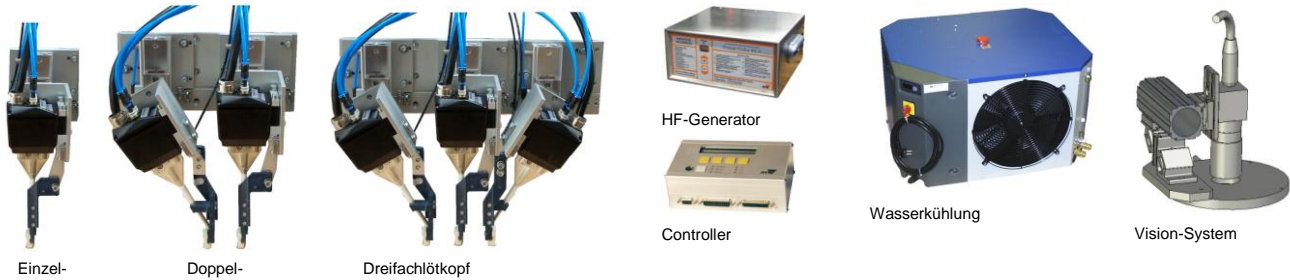 HF-Generator
Controller
Wasserkühlung
Vision-System
Einzel- Doppel- Dreifachlötkopf